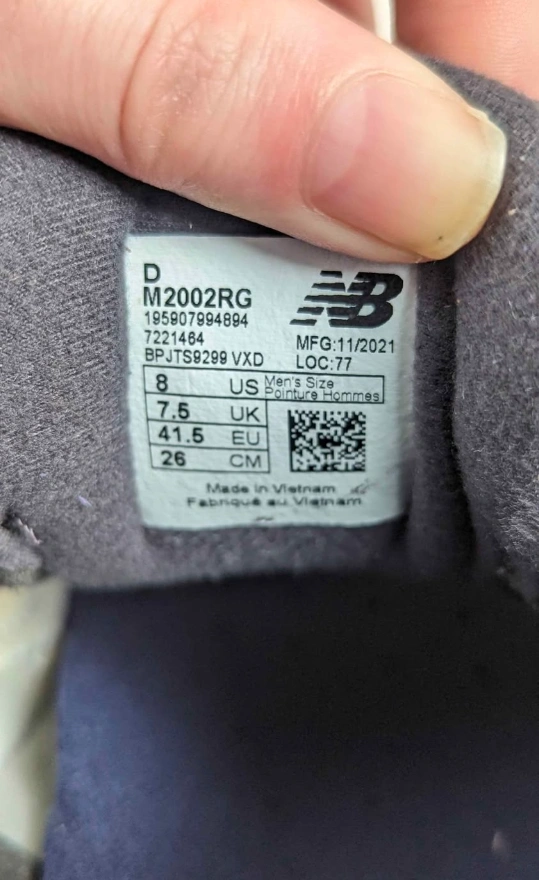 D
M2002RG
NB
195907994894
7221464
MFG:11/2021
BPJTS9299 VXD
LOC:77
8 US Men's Size
Pointure Hommes
7.5 UK
41.5 EU
26 CM
Made in Vietnam
Fabriqué au Vietnam